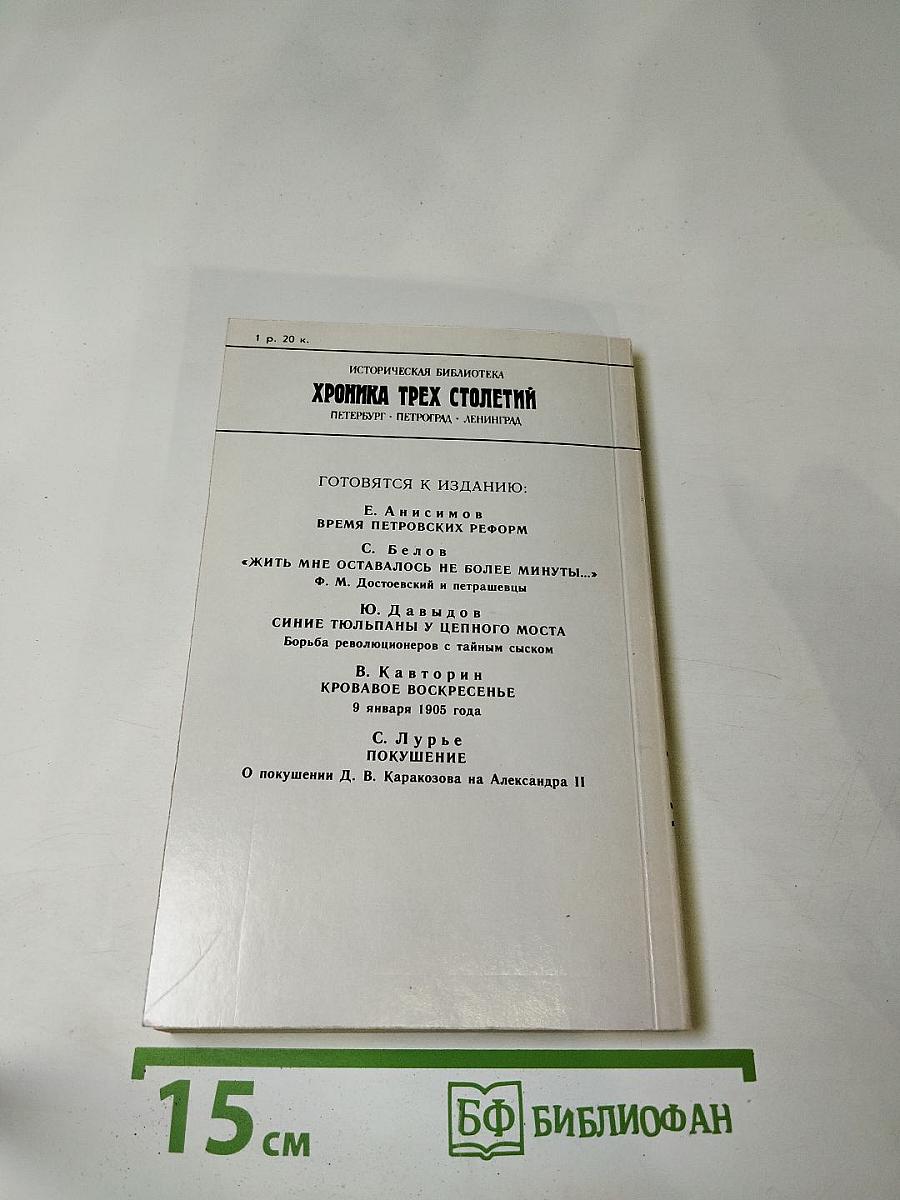 1 р. 20 к.
ИСТОРИЧЕСКАЯ БИБЛИОТЕКА
ХРОНИКА ТРЕХ СТОЛЕТИЙ
ПЕТЕРБУРГ · ПЕТРОГРАД · ЛЕНИНГРАД
ГОТОВЯТСЯ К ИЗДАНИЮ:
Е. Анисимов
ВРЕМЯ ПЕТРОВСКИХ РЕФОРМ
С. Белов
«ЖИТЬ МНЕ ОСТАВАЛОСЬ НЕ БОЛЕЕ МИНУТЫ...»
Ф. М. Достоевский и петрашевцы
Ю. Давыдов
СИНИЕ ТЮЛЬПАНЫ У ЦЕПНОГО МОСТА
Борьба революционеров с тайным сыском
В. Кавторин
КРОВАВОЕ ВОСКРЕСЕНЬЕ
9 января 1905 года
С. Лурье
ПОКУШЕНИЕ
О покушении Д. В. Каракозова на Александра II
15 см
БФ БИБЛИОФАН